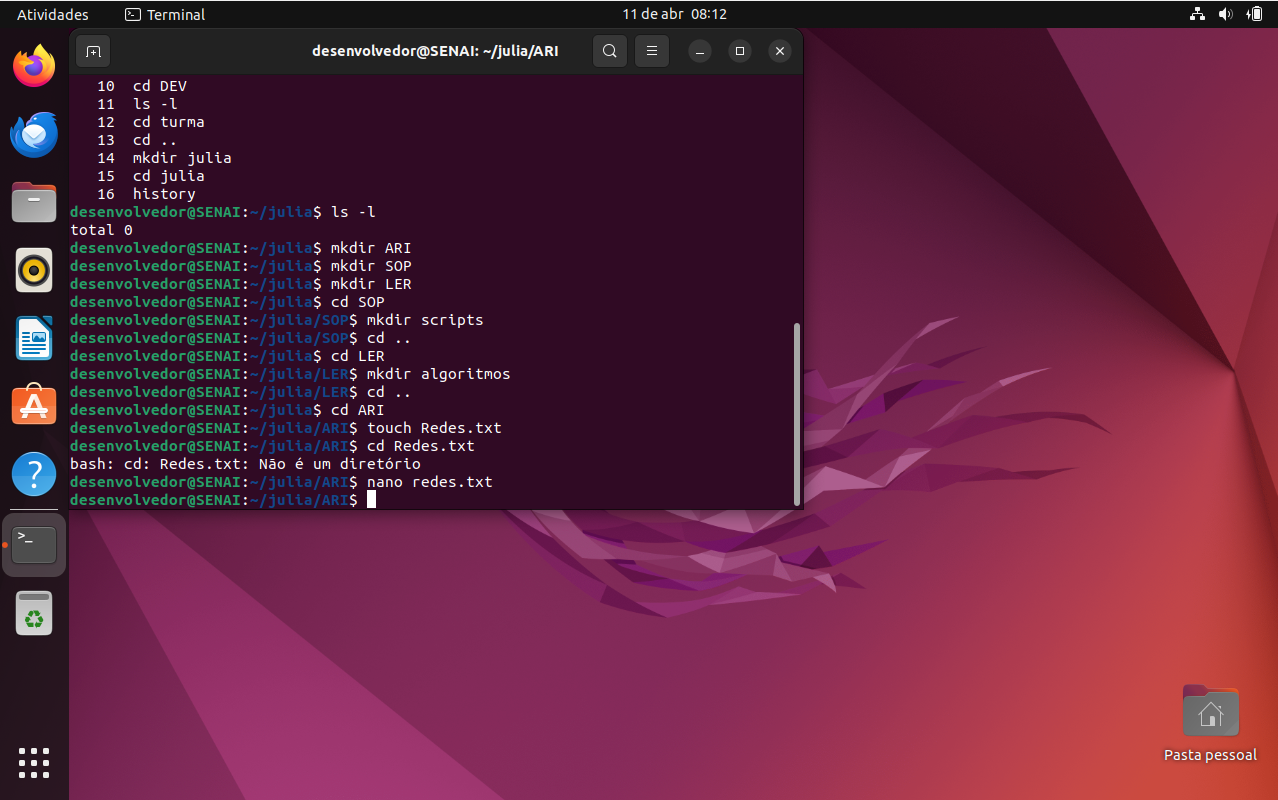 Atividades Terminal 11 de abr 08:12
desenvolvedor@SENAI: ~/julia/ARI
10 cd DEV
11 ls -l
12 cd turma
13 cd ..
14 mkdir julia
15 cd julia
16 history
desenvolvedor@SENAI:~/julia$ ls -l
total 0
desenvolvedor@SENAI:~/julia$ mkdir ARI
desenvolvedor@SENAI:~/julia$ mkdir SOP
desenvolvedor@SENAI:~/julia$ mkdir LER
desenvolvedor@SENAI:~/julia$ cd SOP
desenvolvedor@SENAI:~/julia/SOP$ mkdir scripts
desenvolvedor@SENAI:~/julia/SOP$ cd ..
desenvolvedor@SENAI:~/julia$ cd LER
desenvolvedor@SENAI:~/julia/LER$ mkdir algoritmos
desenvolvedor@SENAI:~/julia/LER$ cd ..
desenvolvedor@SENAI:~/julia$ cd ARI
desenvolvedor@SENAI:~/julia/ARI$ touch Redes.txt
desenvolvedor@SENAI:~/julia/ARI$ cd Redes.txt
bash: cd: Redes.txt: Não é um diretório
desenvolvedor@SENAI:~/julia/ARI$ nano redes.txt
desenvolvedor@SENAI:~/julia/ARI$
Pasta pessoal